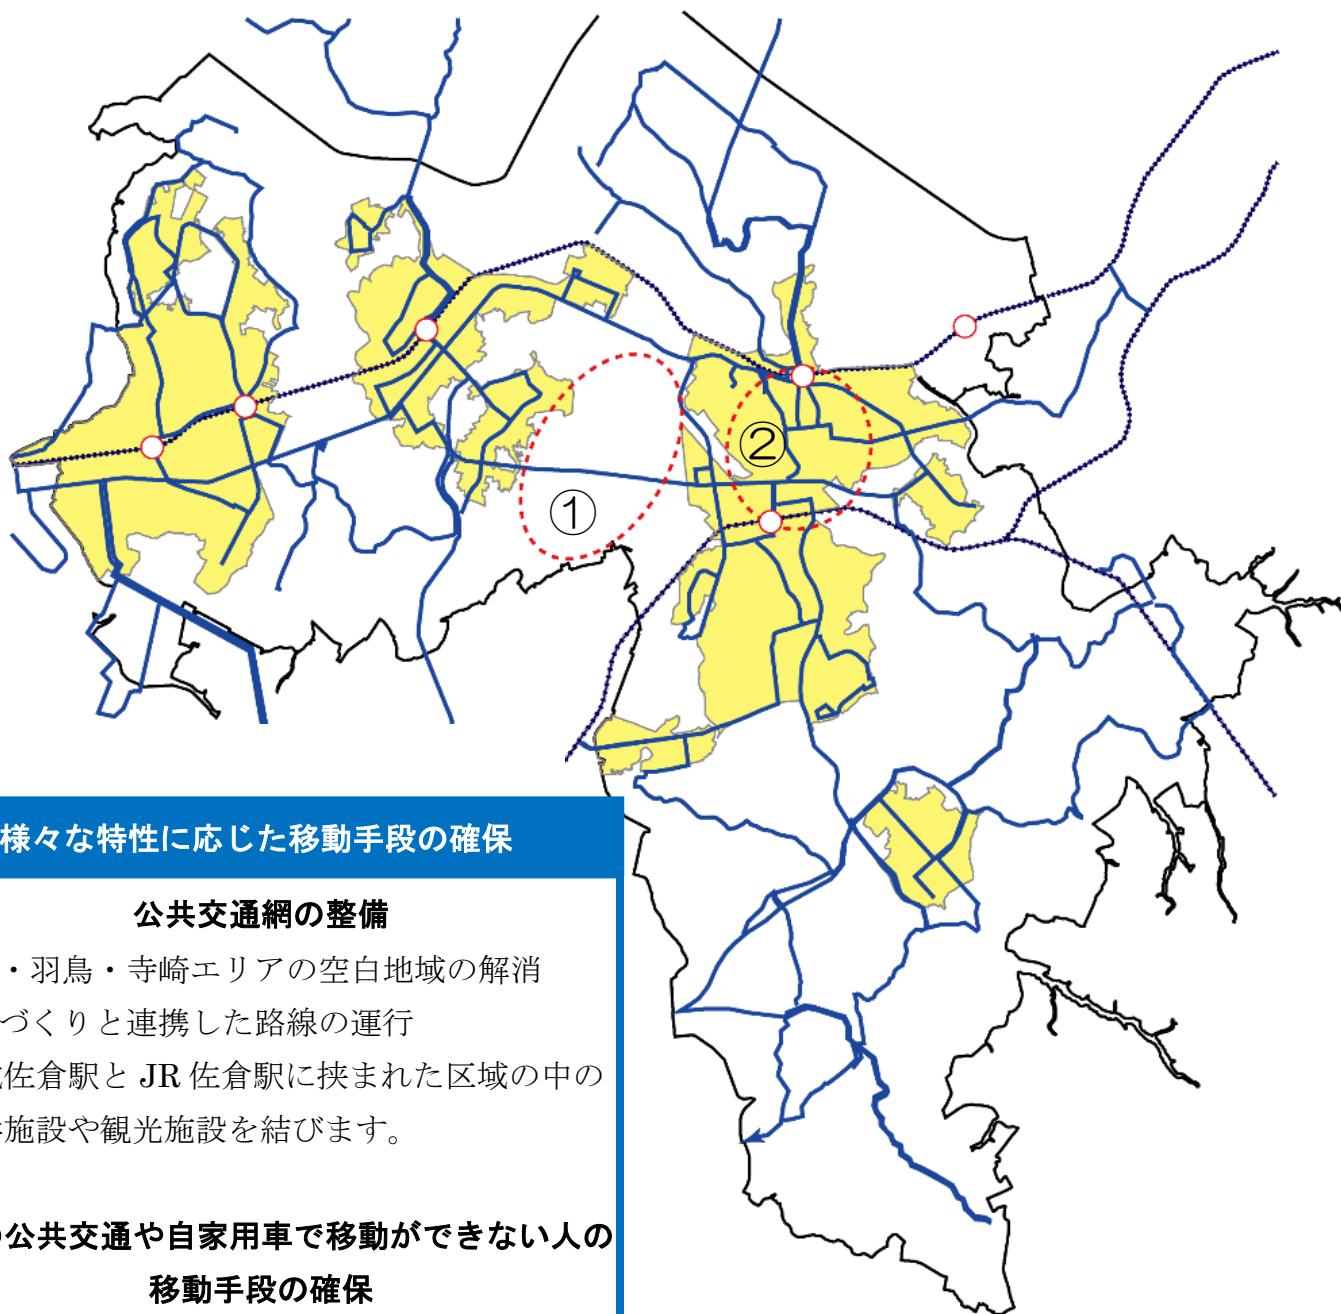 ①
②
様々な特性に応じた移動手段の確保
公共交通網の整備
・羽鳥・寺崎エリアの空白地域の解消
づくりと連携した路線の運行
佐倉駅と JR 佐倉駅に挟まれた区域の中の
施設や観光施設を結びます。
公共交通や自家用車で移動ができない人の
移動手段の確保